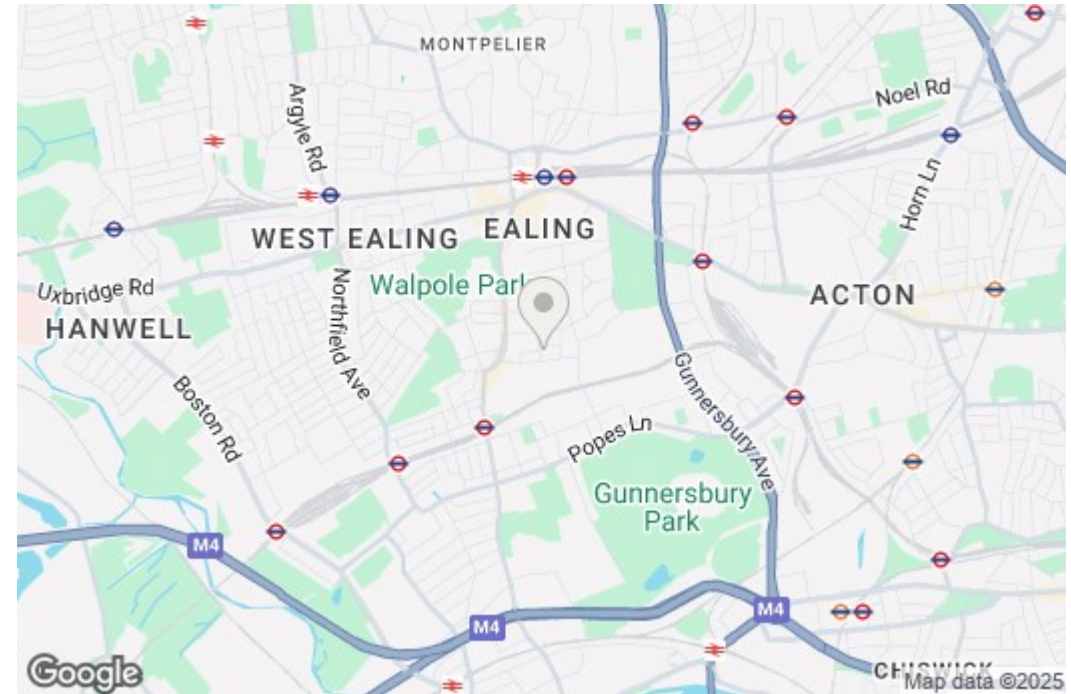 MONTPELIER
Noel Rd
Argyle Rd
Horn Ln
WEST EALING
EALING
Walpole Park
Uxbridge Rd
HANWELL
Northfield Ave
ACTON
Boston Rd
Gunnersbury Ave
Popes Ln
Gunnersbury
Park
M4
M4
M4
CHISWICK
Google
Map data ©2025